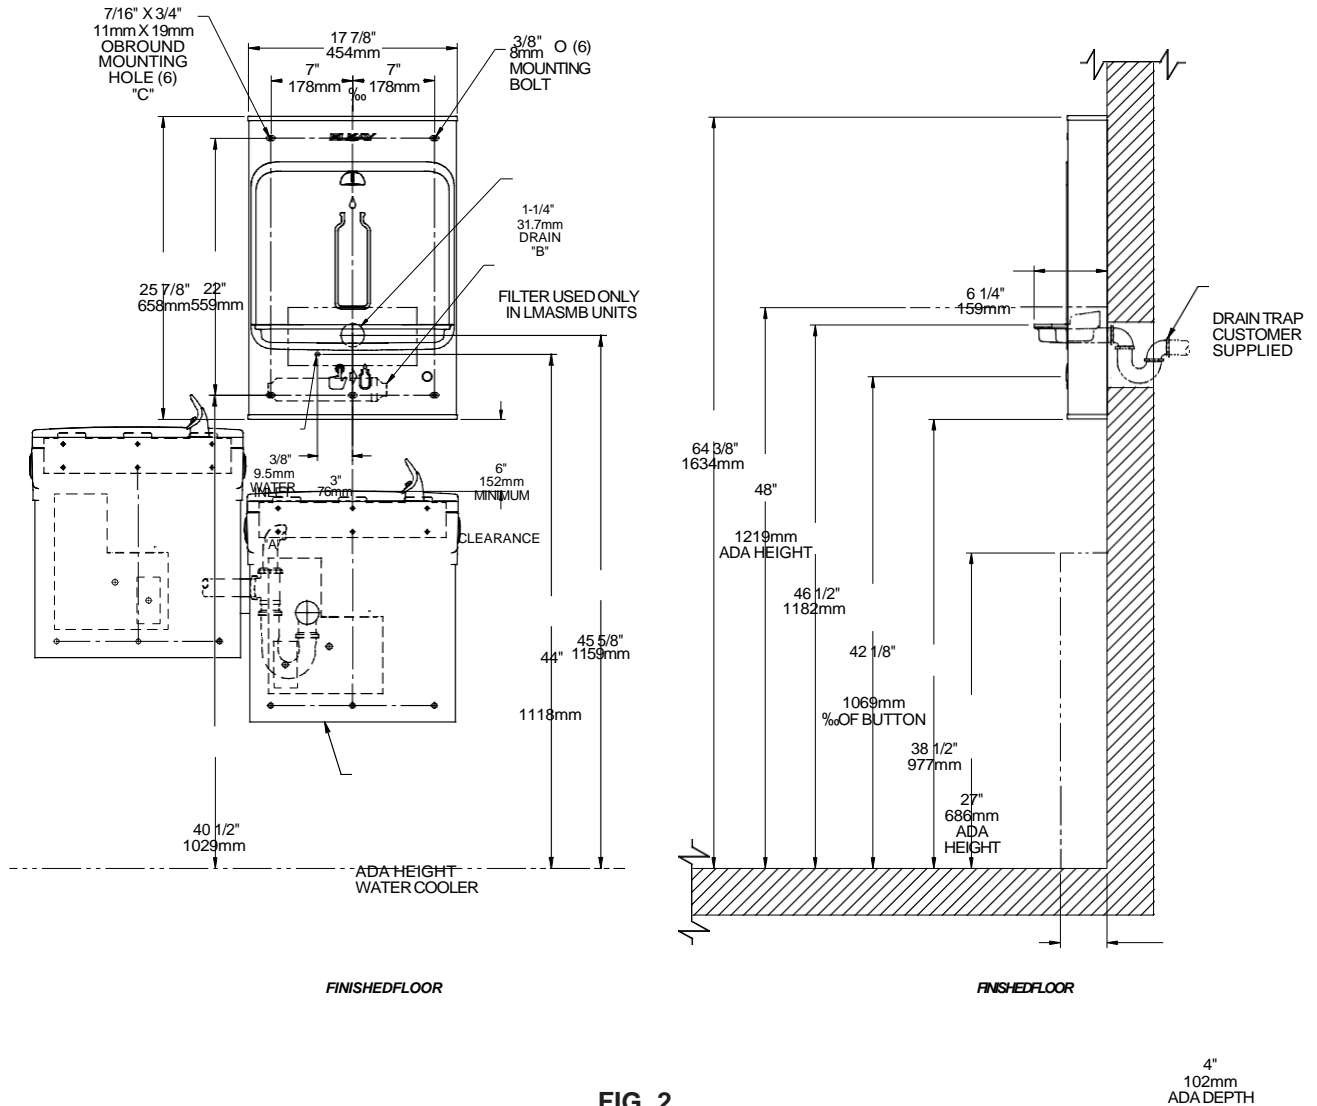 7/16" X 3/4"
11mm X 19mm
OBROUND
MOUNTING
HOLE (6)
"C"
17 7/8"
454mm
7"
178mm
7"
178mm
‰
3/8" O (6)
8mm
MOUNTING
BOLT
ELKAY
1-1/4"
31.7mm
DRAIN
"B"
FILTER USED ONLY
IN LMASMB UNITS
25 7/8"
658mm
22"
559mm
3/8"
9.5mm
WATER
INLET
"A"
3"
76mm
6"
152mm
MINIMUM
CLEARANCE
45 5/8"
1159mm
44"
1118mm
40 1/2"
1029mm
ADA HEIGHT
WATER COOLER
FINISHED FLOOR
6 1/4"
159mm
DRAIN TRAP
CUSTOMER
SUPPLIED
64 3/8"
1634mm
48"
1219mm
ADA HEIGHT
46 1/2"
1182mm
42 1/8"
1069mm
‰ OF BUTTON
38 1/2"
977mm
27"
686mm
ADA
HEIGHT
FINISHED FLOOR
4"
102mm
ADA DEPTH
FIG. 2